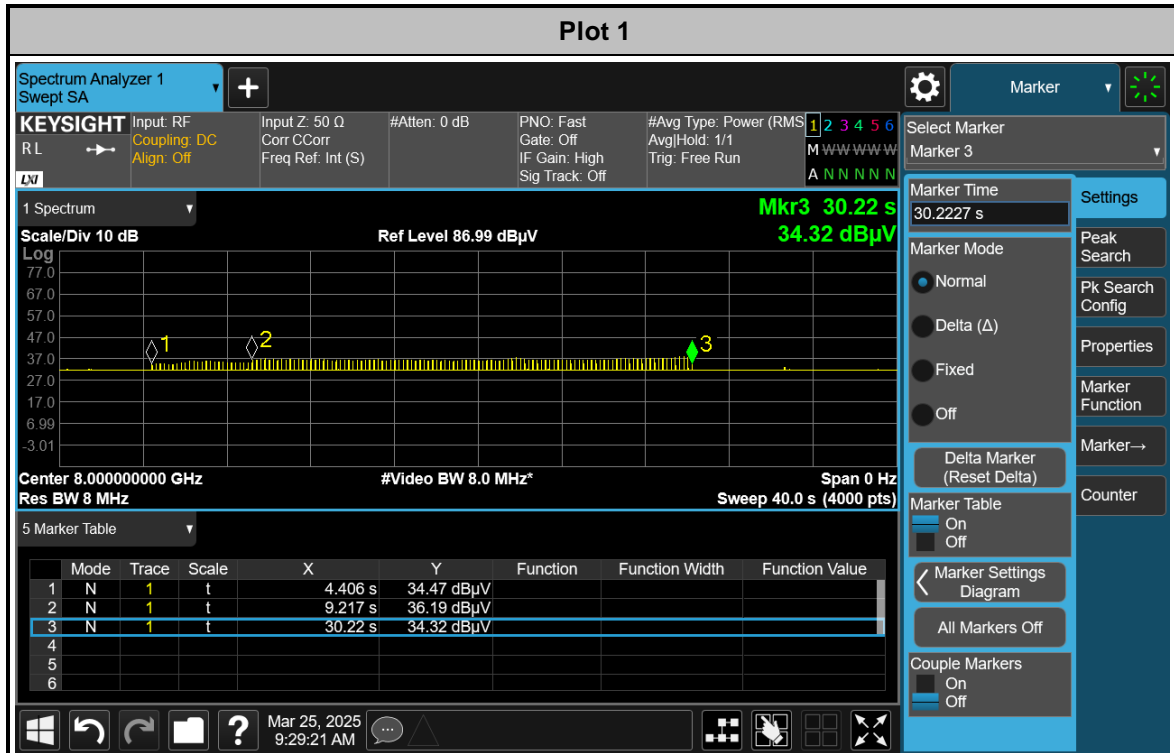 Plot 1
Spectrum Analyzer 1
Swept SA
+
Marker
KEYSIGHT
RL
LXI
Input: RF
Coupling: DC
Align: Off
Input Z: 50 Ω
Corr CCorr
Freq Ref: Int (S)
#Atten: 0 dB
PNO: Fast
Gate: Off
IF Gain: High
Sig Track: Off
#Avg Type: Power (RMS
Avg|Hold: 1/1
Trig: Free Run
1 2 3 4 5 6
M W W W W W
A N N N N N
Select Marker
Marker 3
1 Spectrum
Mkr3 30.22 s
34.32 dBµV
Scale/Div 10 dB
Ref Level 86.99 dBµV
Log
77.0
67.0
57.0
47.0
37.0
27.0
17.0
6.99
-3.01
1
2
3
Center 8.000000000 GHz
#Video BW 8.0 MHz*
Span 0 Hz
Res BW 8 MHz
Sweep 40.0 s (4000 pts)
5 Marker Table
Mode Trace Scale X Y Function Function Width Function Value
1 N 1 t 4.406 s 34.47 dBµV
2 N 1 t 9.217 s 36.19 dBµV
3 N 1 t 30.22 s 34.32 dBµV
4
5
6
Marker Time
30.2227 s
Marker Mode
Normal
Delta (Δ)
Fixed
Off
Delta Marker
(Reset Delta)
Marker Table
On
Off
Marker Settings
Diagram
All Markers Off
Couple Markers
On
Off
Settings
Peak
Search
Pk Search
Config
Properties
Marker
Function
Marker→
Counter
?
Mar 25, 2025
9:29:21 AM